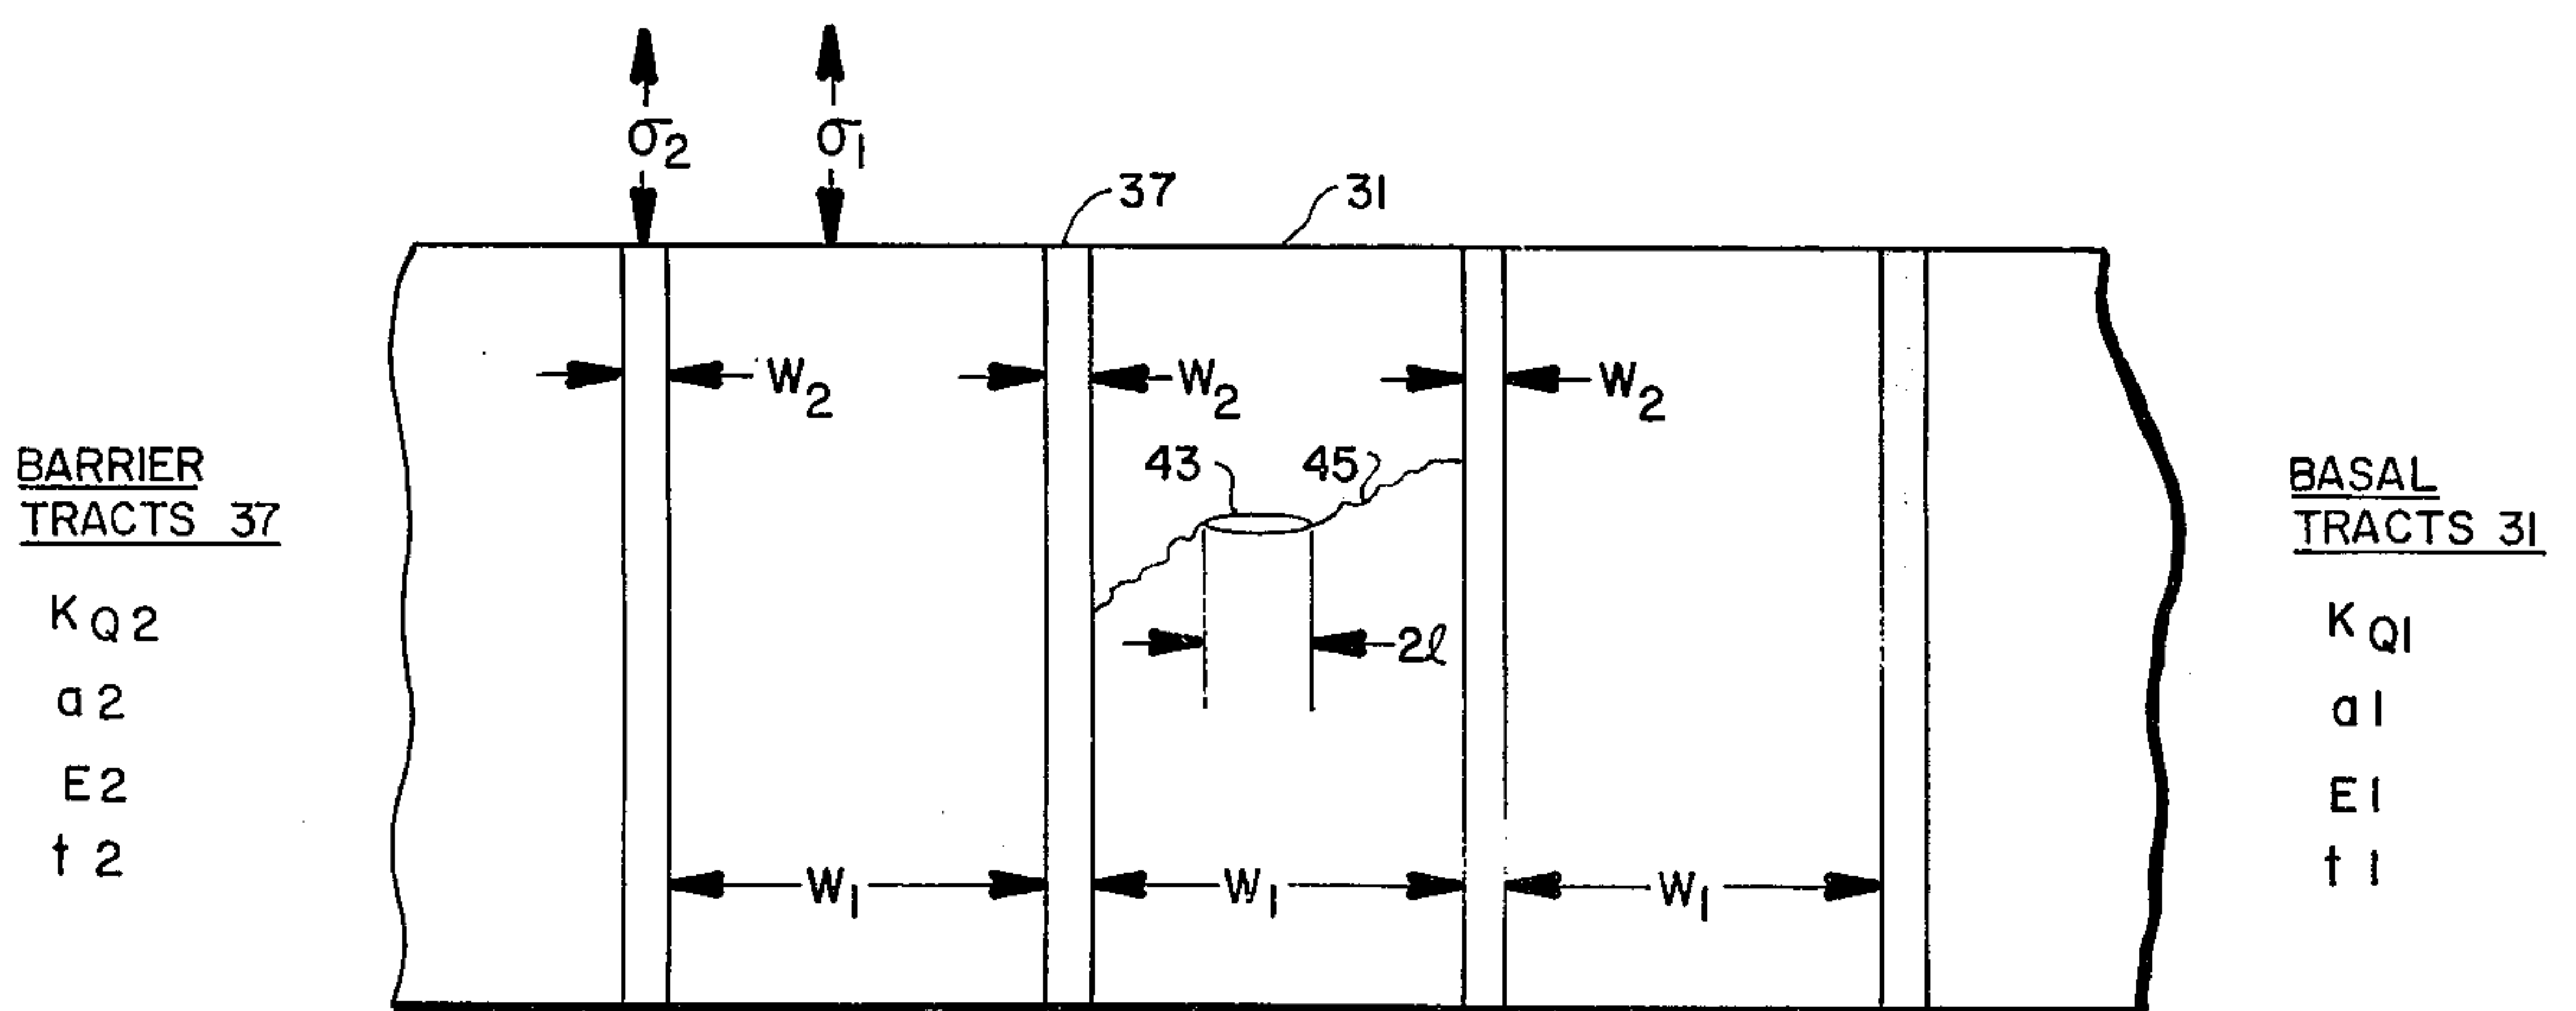 σ2 σ1
37 31
W2 W2 W2
43 45
BARRIER
TRACTS 37
KQ2
a2
E2
t2
2ℓ
W1 W1 W1
BASAL
TRACTS 31
KQ1
a1
E1
t1